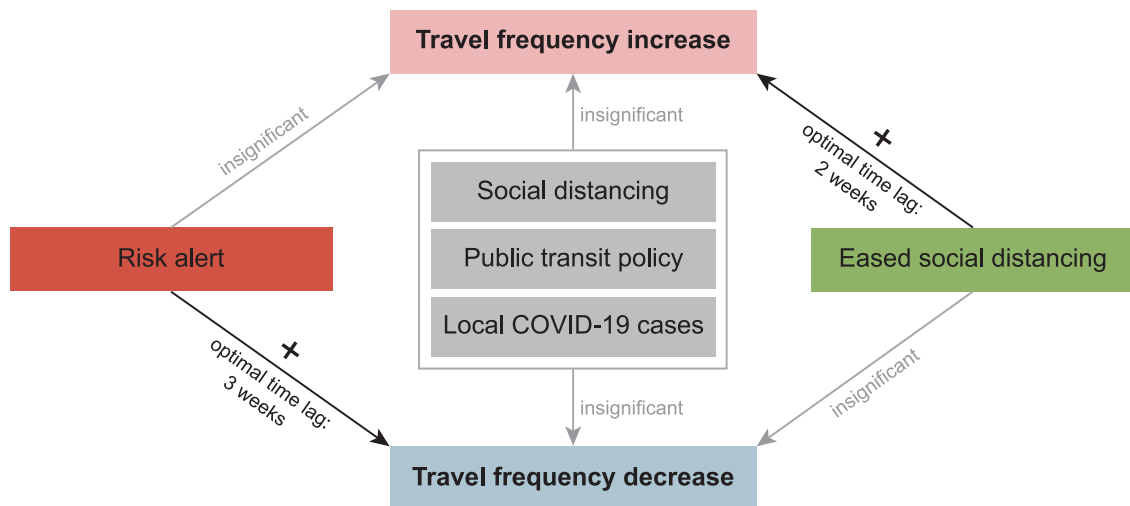 Travel frequency increase
insignificant
insignificant
+
optimal time lag:
2 weeks
Social distancing
Risk alert
Public transit policy
Eased social distancing
Local COVID-19 cases
+
optimal time lag:
3 weeks
insignificant
insignificant
Travel frequency decrease